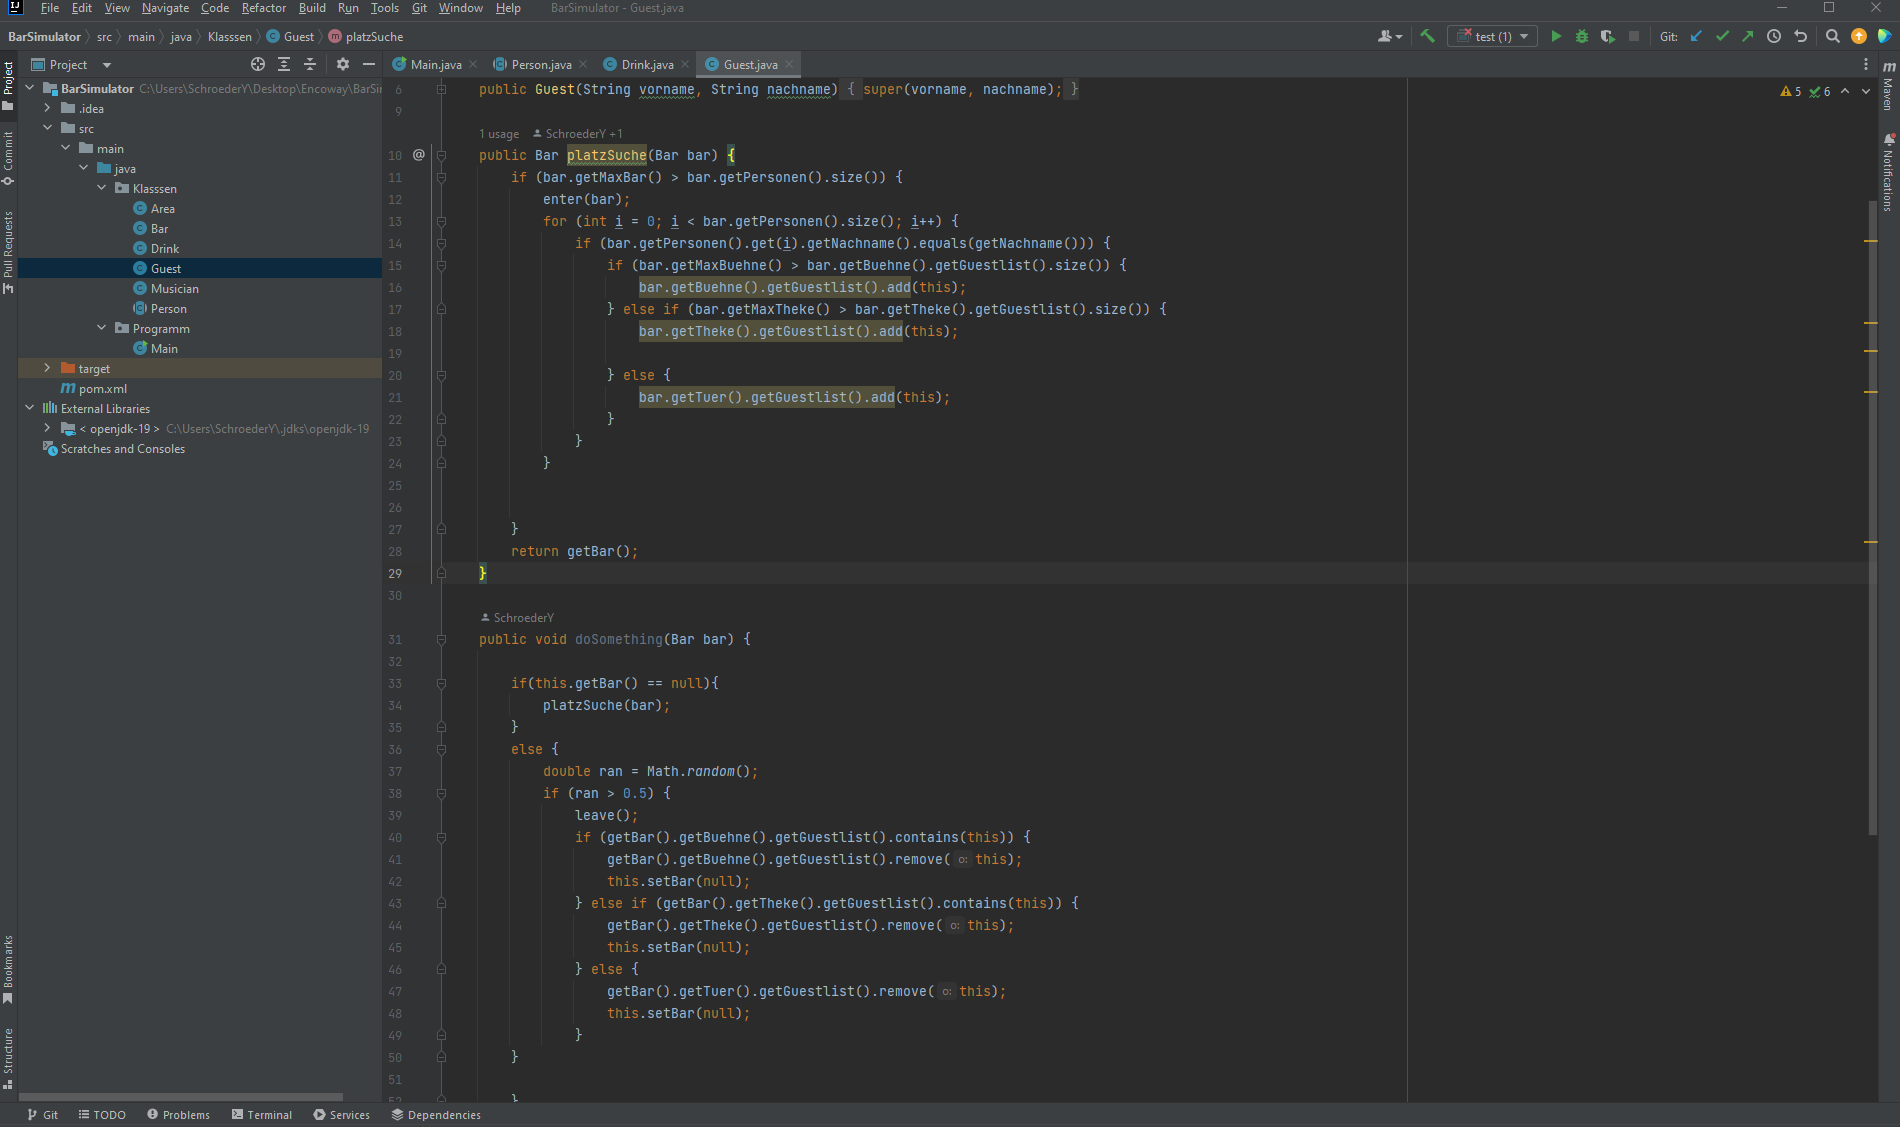 File Edit View Navigate Code Refactor Build Run Tools Git Window Help BarSimulator - Guest.java
BarSimulator src main java Klasssen Guest platzSuche test (1) Git:
Project
Main.java Person.java Drink.java Guest.java
BarSimulator C:\Users\SchroederY\Desktop\Encoway\BarSi
.idea
src
main
java
Klasssen
Area
Bar
Drink
Guest
Musician
Person
Programm
Main
target
pom.xml
External Libraries
< openjdk-19 > C:\Users\SchroederY\.jdks\openjdk-19
Scratches and Consoles
Project
Commit
Pull Requests
Bookmarks
Structure
5 6
6 public Guest(String vorname, String nachname) { super(vorname, nachname); }
9
1 usage SchroederY +1
10 @ public Bar platzSuche(Bar bar) {
11 if (bar.getMaxBar() > bar.getPersonen().size()) {
12 enter(bar);
13 for (int i = 0; i < bar.getPersonen().size(); i++) {
14 if (bar.getPersonen().get(i).getNachname().equals(getNachname())) {
15 if (bar.getMaxBuehne() > bar.getBuehne().getGuestlist().size()) {
16 bar.getBuehne().getGuestlist().add(this);
17 } else if (bar.getMaxTheke() > bar.getTheke().getGuestlist().size()) {
18 bar.getTheke().getGuestlist().add(this);
19
20 } else {
21 bar.getTuer().getGuestlist().add(this);
22 }
23 }
24 }
25
26
27 }
28 return getBar();
29 }
30
SchroederY
31 public void doSomething(Bar bar) {
32
33 if(this.getBar() == null){
34 platzSuche(bar);
35 }
36 else {
37 double ran = Math.random();
38 if (ran > 0.5) {
39 leave();
40 if (getBar().getBuehne().getGuestlist().contains(this)) {
41 getBar().getBuehne().getGuestlist().remove( o: this);
42 this.setBar(null);
43 } else if (getBar().getTheke().getGuestlist().contains(this)) {
44 getBar().getTheke().getGuestlist().remove( o: this);
45 this.setBar(null);
46 } else {
47 getBar().getTuer().getGuestlist().remove( o: this);
48 this.setBar(null);
49 }
50 }
51
52 }
Maven
Notifications
Git TODO Problems Terminal Services Dependencies